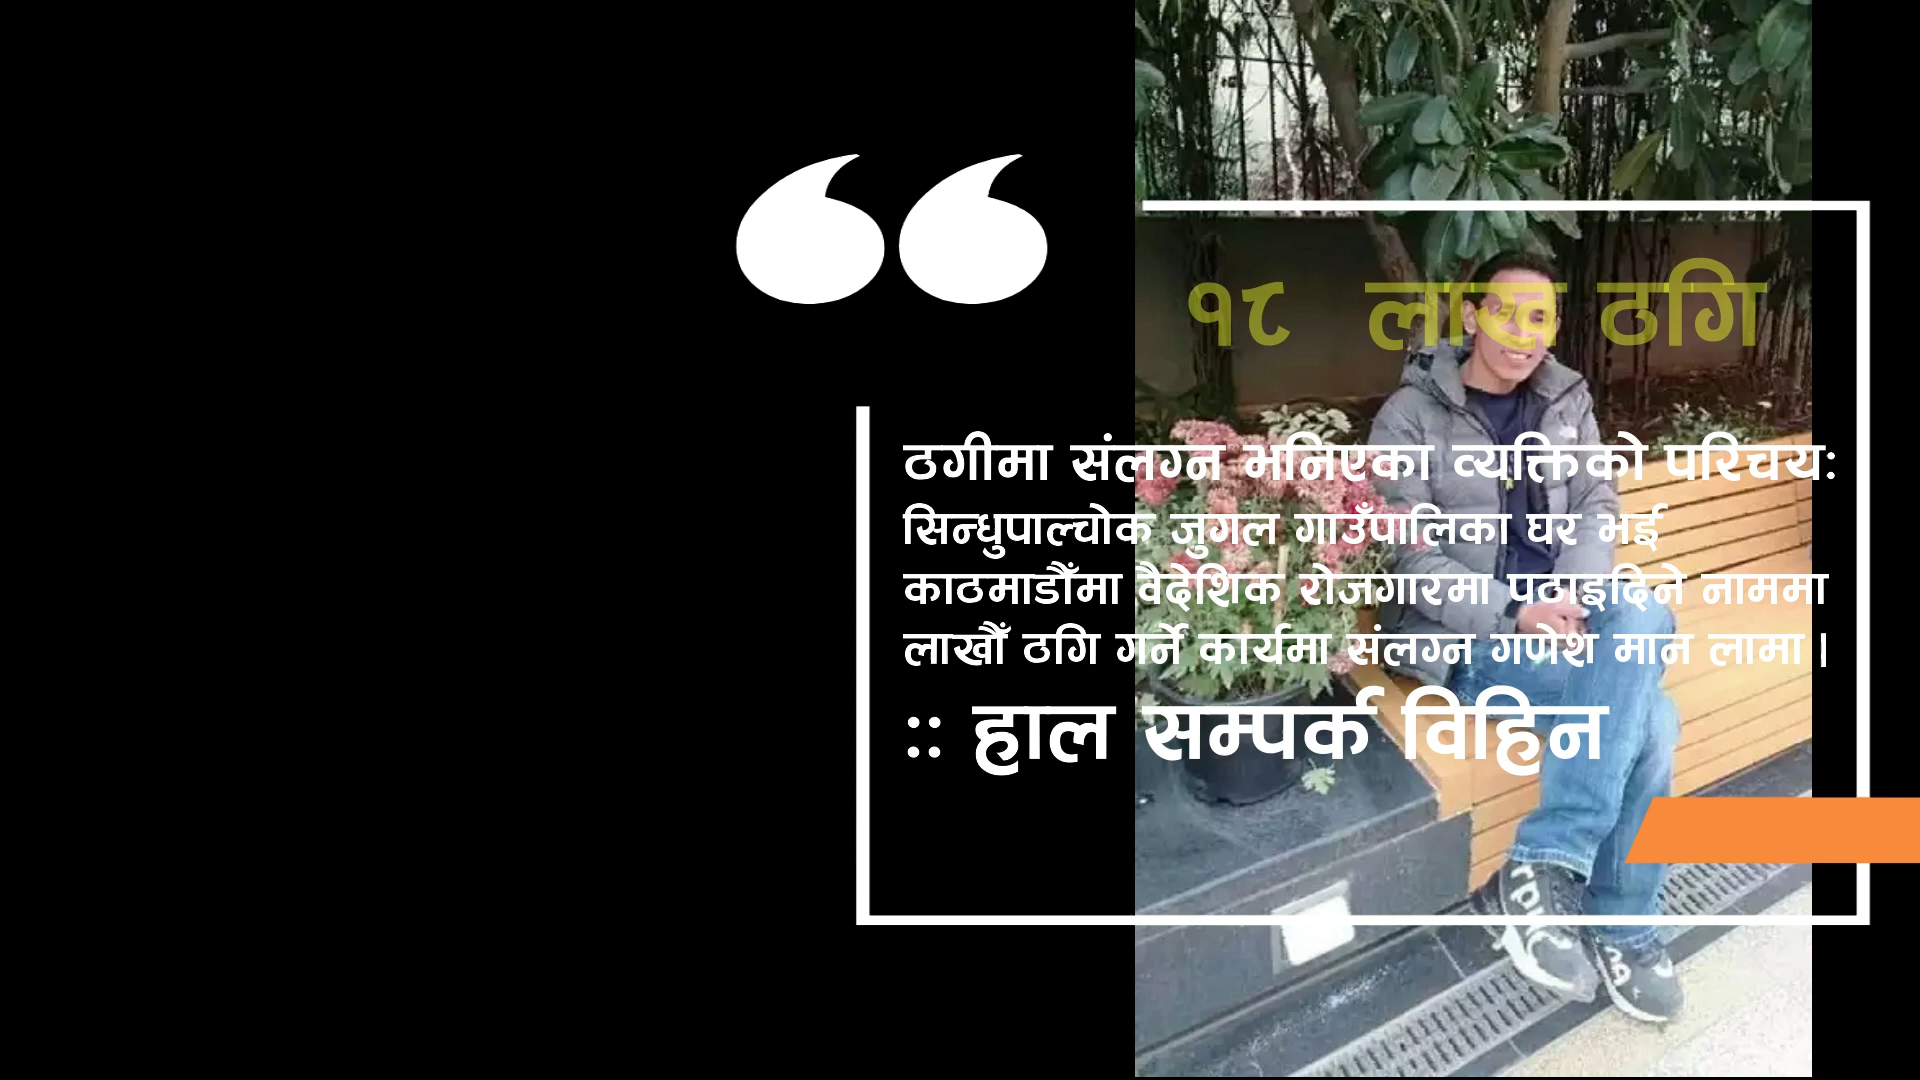 १८ लाख ठगि
ठगीमा संलग्न भनिएका व्यक्तिको परिचय:
सिन्धुपाल्चोक जुगल गाउँपालिका घर भई
काठमाडौँमा वैदेशिक रोजगारमा पठाइदिने नाममा
लाखौँ ठगि गर्ने कार्यमा संलग्न गणेश मान लामा ।
:: हाल सम्पर्क विहिन